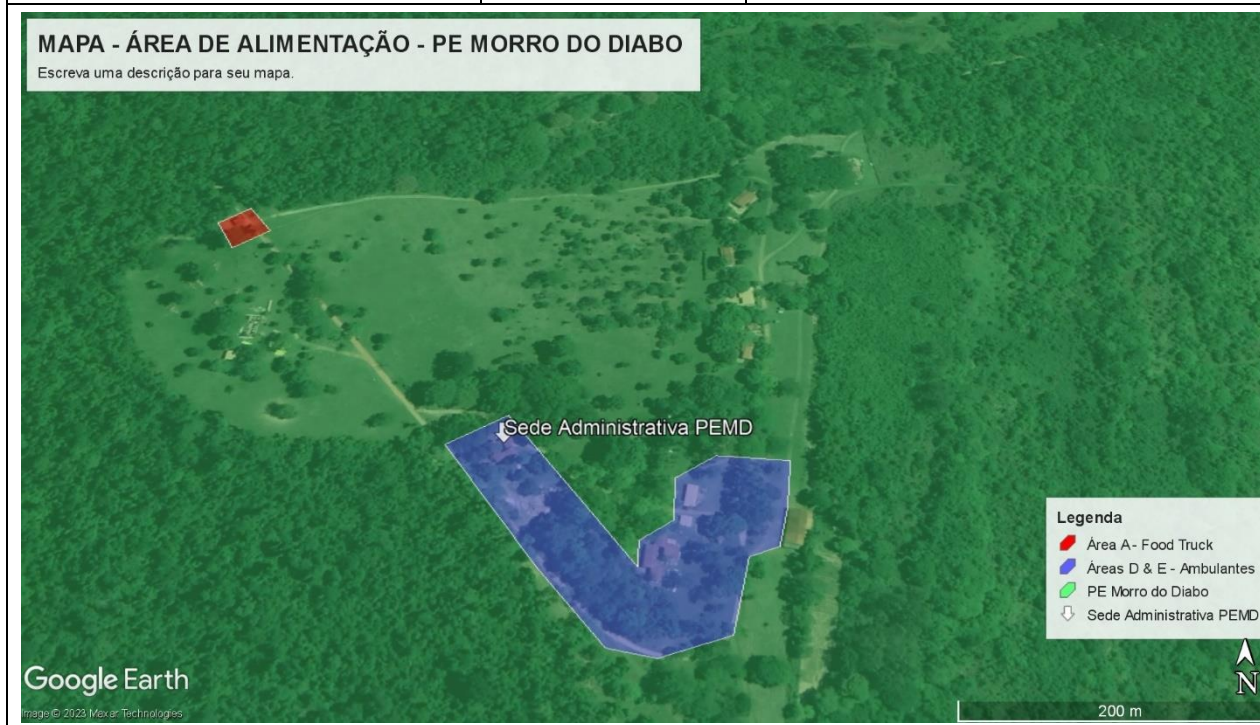 MAPA - ÁREA DE ALIMENTAÇÃO - PE MORRO DO DIABO
Escreva uma descrição para seu mapa.
Sede Administrativa PEMD
Legenda
Área A- Food Truck
Áreas D & E - Ambulantes
PE Morro do Diabo
Sede Administrativa PEMD
Google Earth
N
Image © 2023 Maxar Technologies
200 m